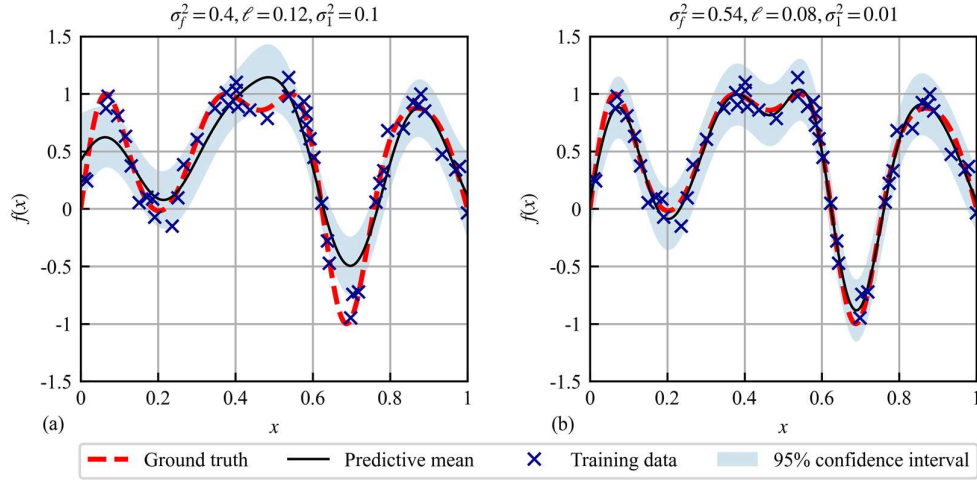 σ_f^2 = 0.4, ℓ = 0.12, σ_1^2 = 0.1
1.5
1
0.5
0
-0.5
-1
-1.5
f(x)
0 0.2 0.4 0.6 0.8 1
(a)
x
σ_f^2 = 0.54, ℓ = 0.08, σ_1^2 = 0.01
1.5
1
0.5
0
-0.5
-1
-1.5
f(x)
0 0.2 0.4 0.6 0.8 1
(b)
x
Ground truth Predictive mean Training data 95% confidence interval